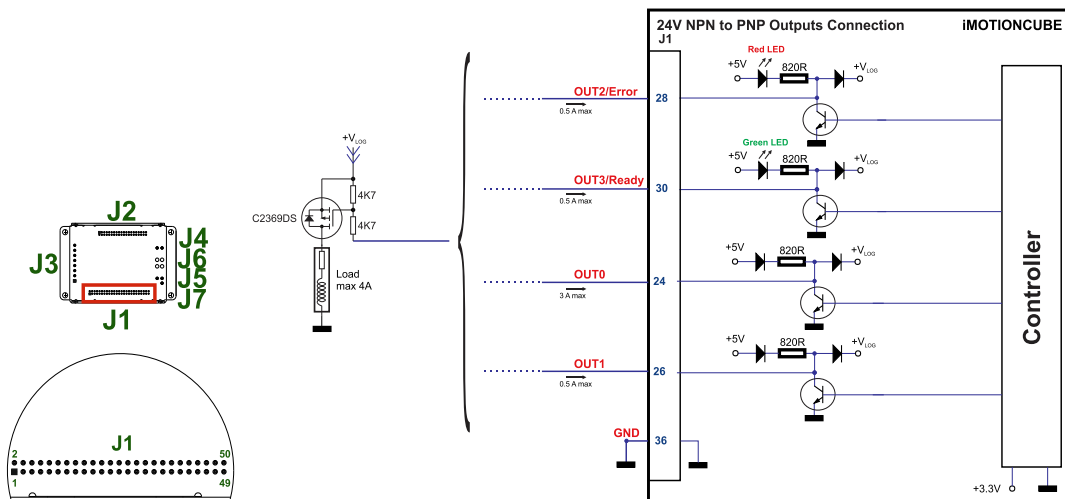 24V NPN to PNP Outputs Connection
iMOTIONCUBE
J1
Red LED
+5V
820R
+VLOG
OUT2/Error
0.5 A max
28
Green LED
+5V
820R
+VLOG
OUT3/Ready
0.5 A max
30
+5V
820R
+VLOG
OUT0
3 A max
24
+5V
820R
+VLOG
OUT1
0.5 A max
26
GND
36
Controller
+3.3V
+VLOG
4K7
4K7
C2369DS
Load
max 4A
J2
J3
J4
J6
J5
J7
J1
J1
2
50
1
49